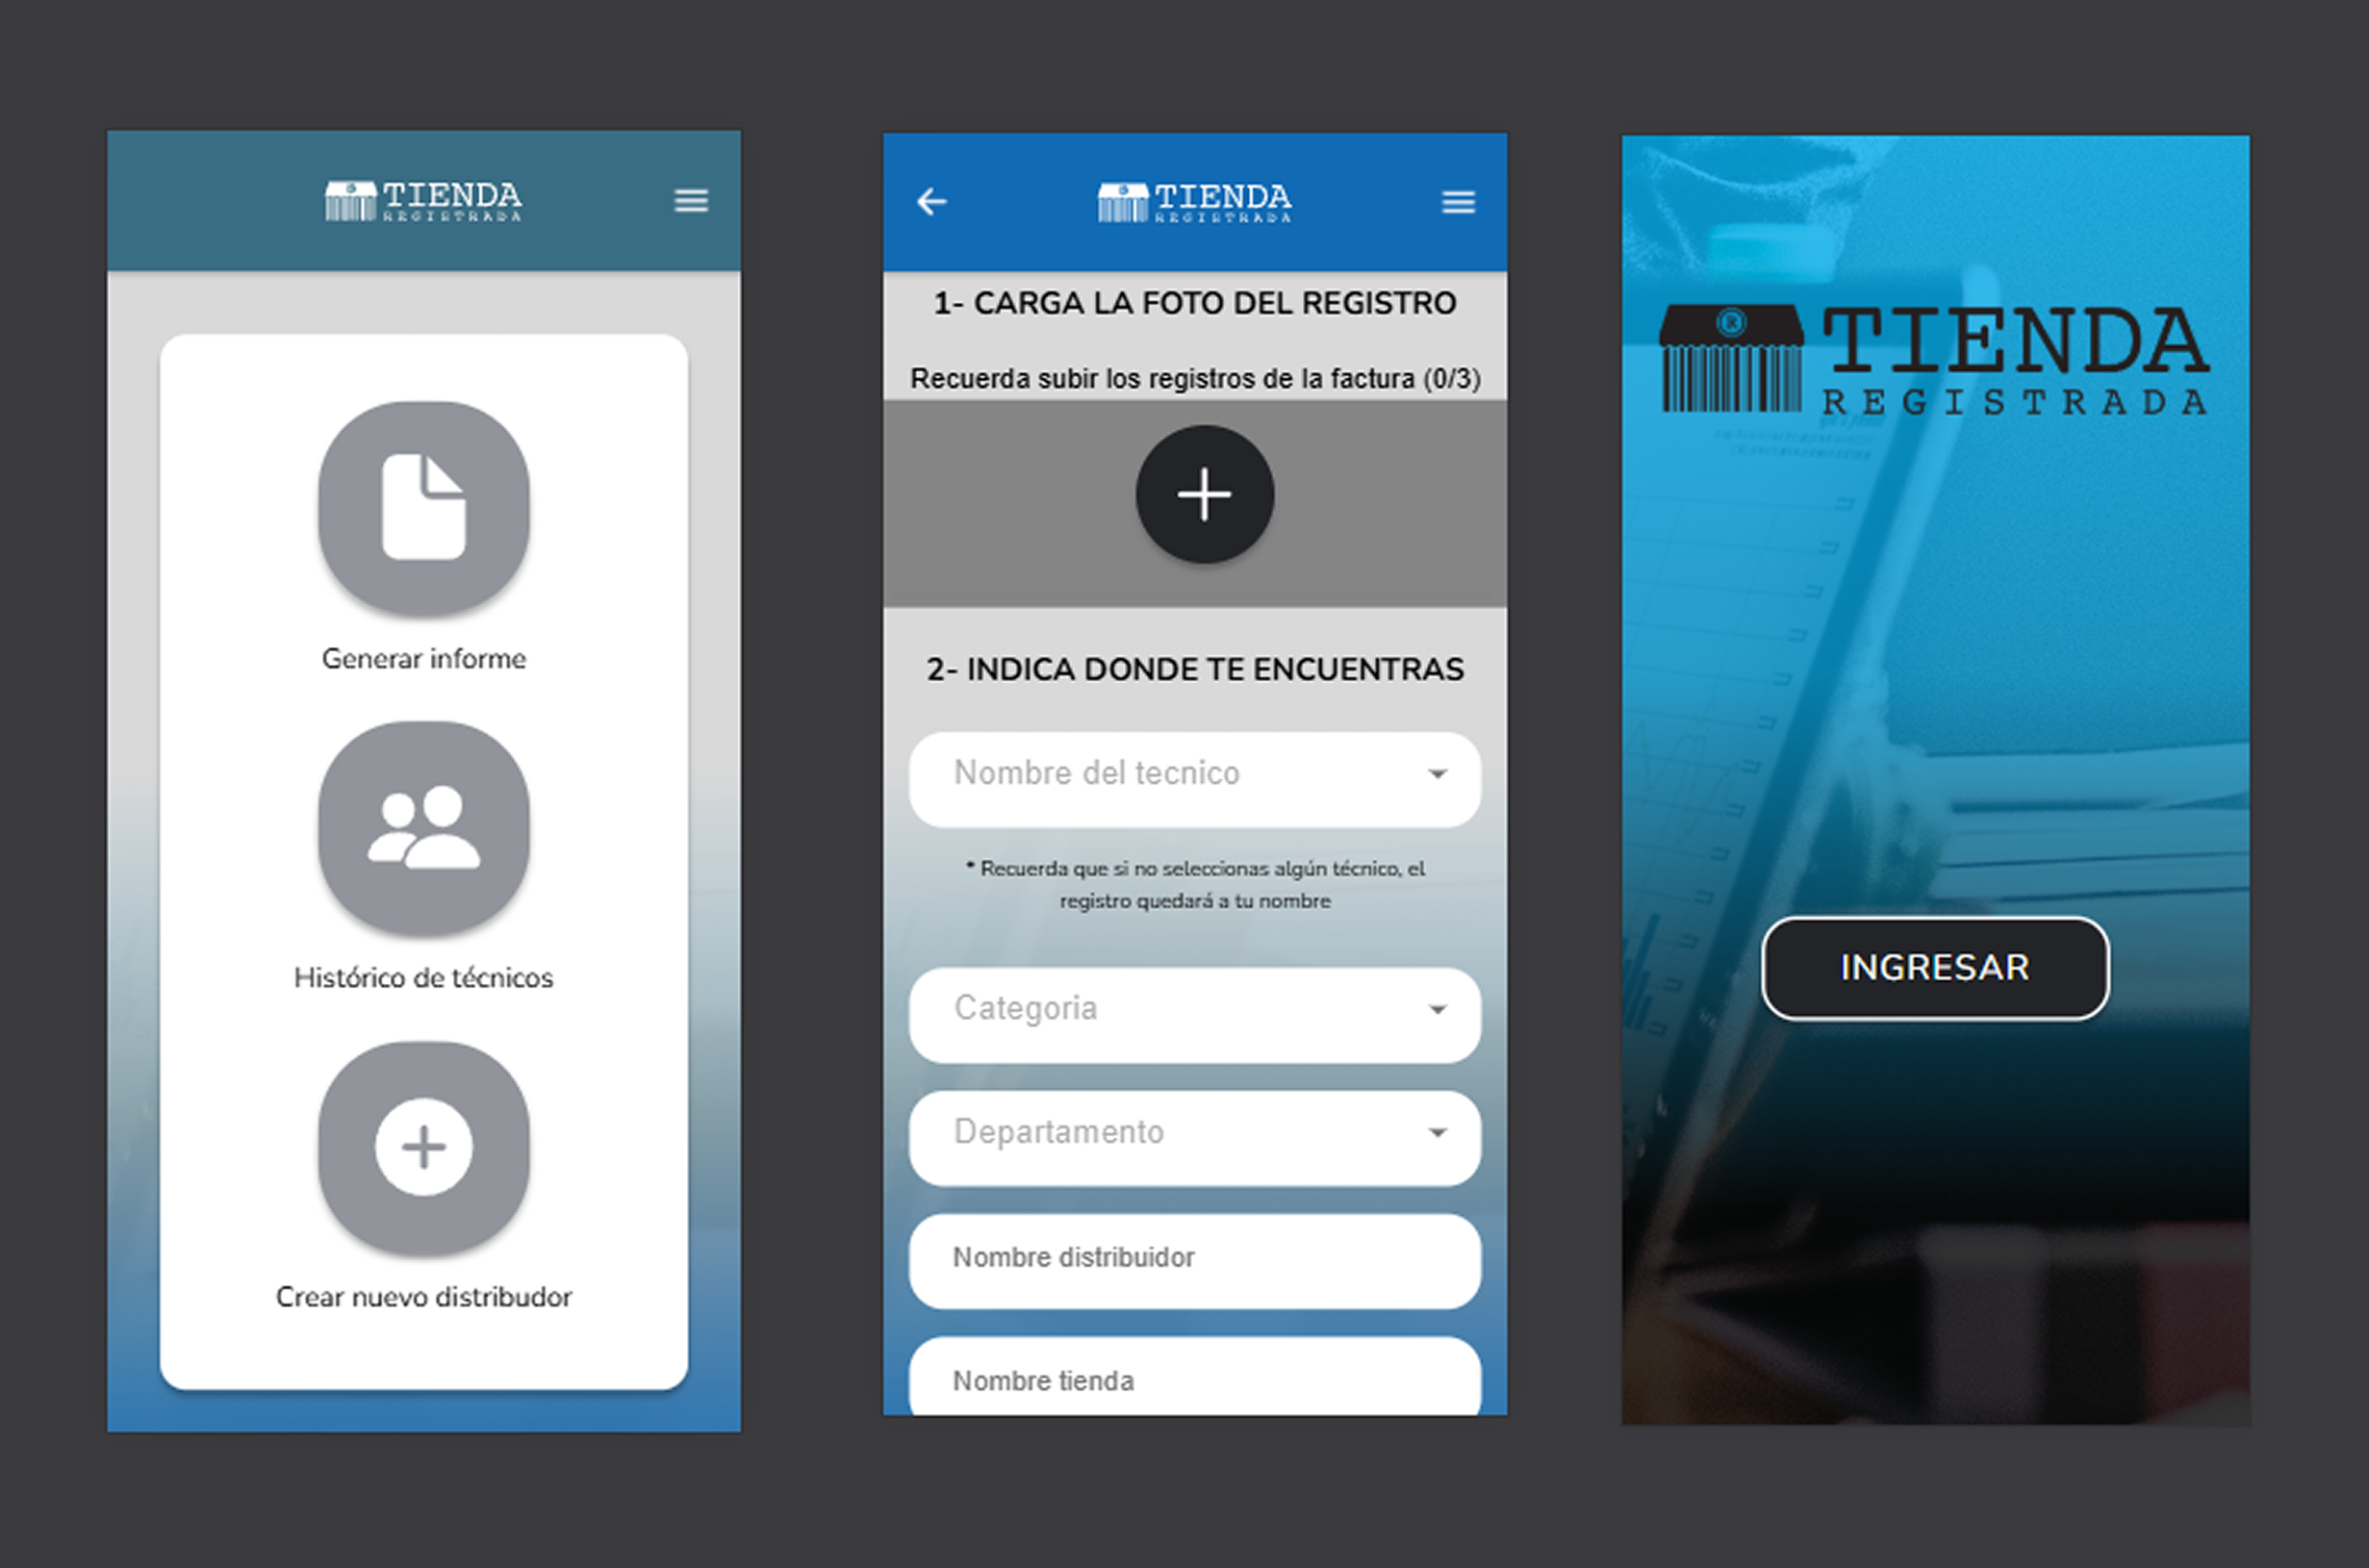 TIENDA
REGISTRADA
Generar informe
Histórico de técnicos
Crear nuevo distribudor
TIENDA
REGISTRADA
1- CARGA LA FOTO DEL REGISTRO
Recuerda subir los registros de la factura (0/3)
2- INDICA DONDE TE ENCUENTRAS
Nombre del tecnico
* Recuerda que si no seleccionas algún técnico, el
registro quedará a tu nombre
Categoria
Departamento
Nombre distribuidor
Nombre tienda
R
TIENDA
REGISTRADA
INGRESAR